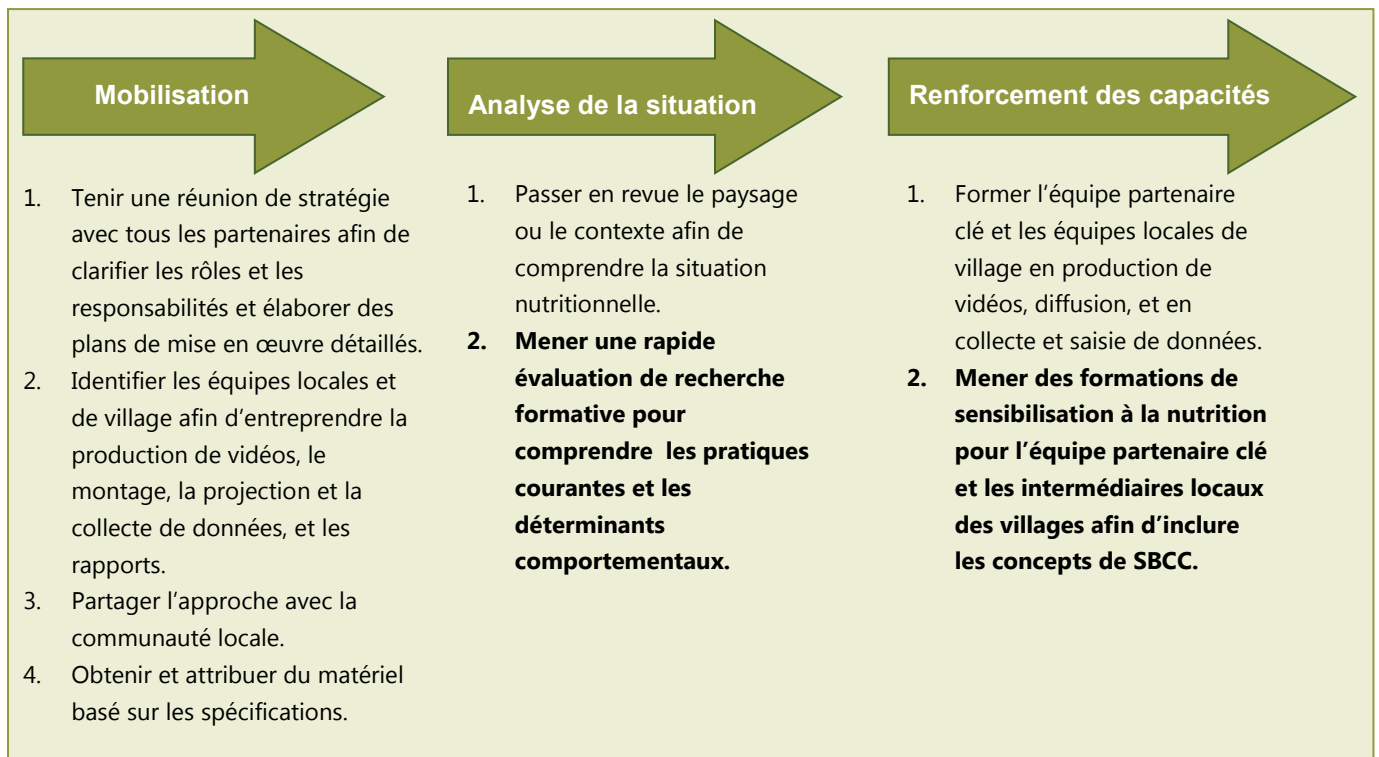 Mobilisation
1. Tenir une réunion de stratégie
avec tous les partenaires afin de
clarifier les rôles et les
responsabilités et élaborer des
plans de mise en œuvre détaillés.
2. Identifier les équipes locales et
de village afin d’entreprendre la
production de vidéos, le
montage, la projection et la
collecte de données, et les
rapports.
3. Partager l’approche avec la
communauté locale.
4. Obtenir et attribuer du matériel
basé sur les spécifications.
Analyse de la situation
1. Passer en revue le paysage
ou le contexte afin de
comprendre la situation
nutritionnelle.
2. Mener une rapide
évaluation de recherche
formative pour
comprendre les pratiques
courantes et les
déterminants
comportementaux.
Renforcement des capacités
1. Former l’équipe partenaire
clé et les équipes locales de
village en production de
vidéos, diffusion, et en
collecte et saisie de données.
2. Mener des formations de
sensibilisation à la nutrition
pour l’équipe partenaire clé
et les intermédiaires locaux
des villages afin d’inclure
les concepts de SBCC.